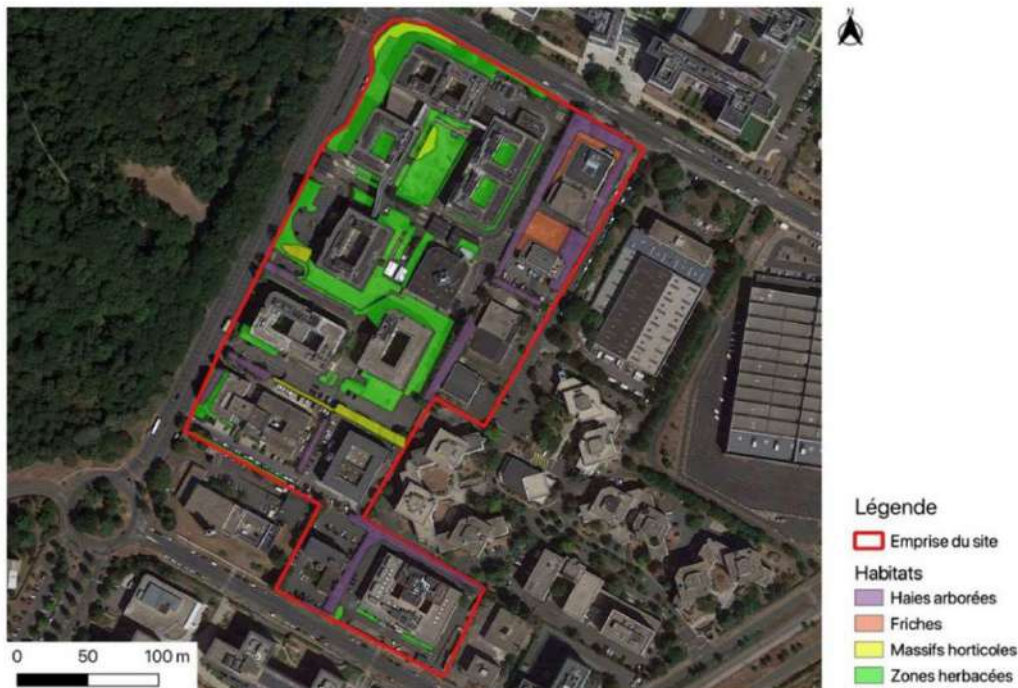 N
Légende
Emprise du site
Habitats
Haies arborées
Friches
Massifs horticoles
Zones herbacées
0 50 100 m